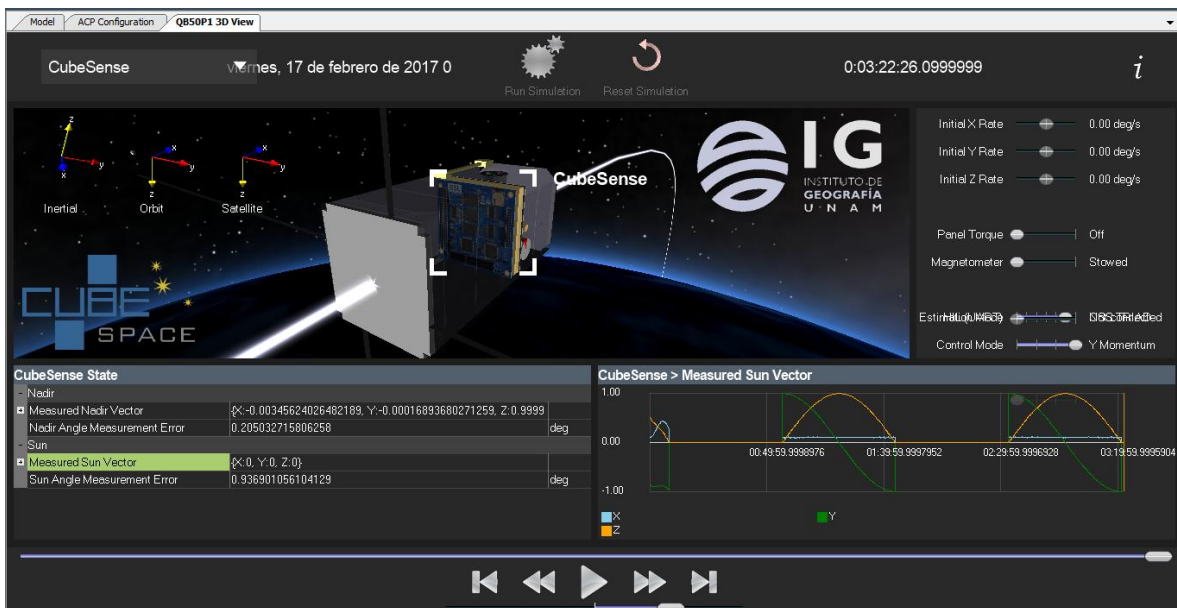 Model
ACP Configuration
QB50P1 3D View
CubeSense
viernes, 17 de febrero de 2017 0
Run Simulation
Reset Simulation
0:03:22:26.0999999
i
z
y
x
Inertial
x
y
z
Orbit
x
y
z
Satellite
CubeSense
IG
INSTITUTO DE
GEOGRAFÍA
UNAM
CUBE
SPACE
Initial X Rate 0.00 deg/s
Initial Y Rate 0.00 deg/s
Initial Z Rate 0.00 deg/s
Panel Torque Off
Magnetometer Stowed
Control Mode Y Momentum
CubeSense State
Nadir
Measured Nadir Vector {X:-0.00345624026482189, Y:-0.00016893680271259, Z:0.9999
Nadir Angle Measurement Error 0.205032715806258 deg
Sun
Measured Sun Vector {X:0, Y:0, Z:0}
Sun Angle Measurement Error 0.936901056104129 deg
CubeSense > Measured Sun Vector
1.00
0.00
-1.00
00:49:59.9998976
01:39:59.9997952
02:29:59.9996928
03:19:59.9995904
X
Y
Z